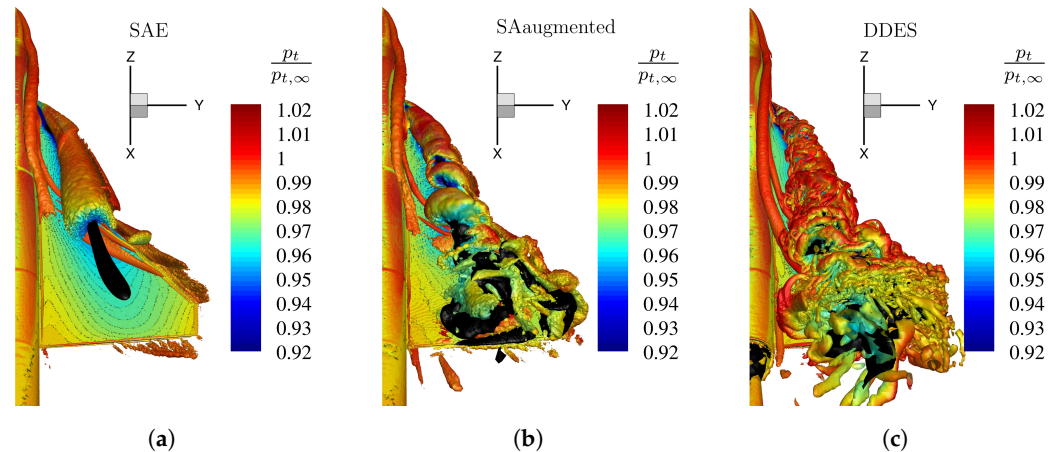 SAE
Z
Y
X
p_t / p_{t,∞}
1.02
1.01
1
0.99
0.98
0.97
0.96
0.95
0.94
0.93
0.92
(a)
SAaugmented
Z
Y
X
p_t / p_{t,∞}
1.02
1.01
1
0.99
0.98
0.97
0.96
0.95
0.94
0.93
0.92
(b)
DDES
Z
Y
X
p_t / p_{t,∞}
1.02
1.01
1
0.99
0.98
0.97
0.96
0.95
0.94
0.93
0.92
(c)